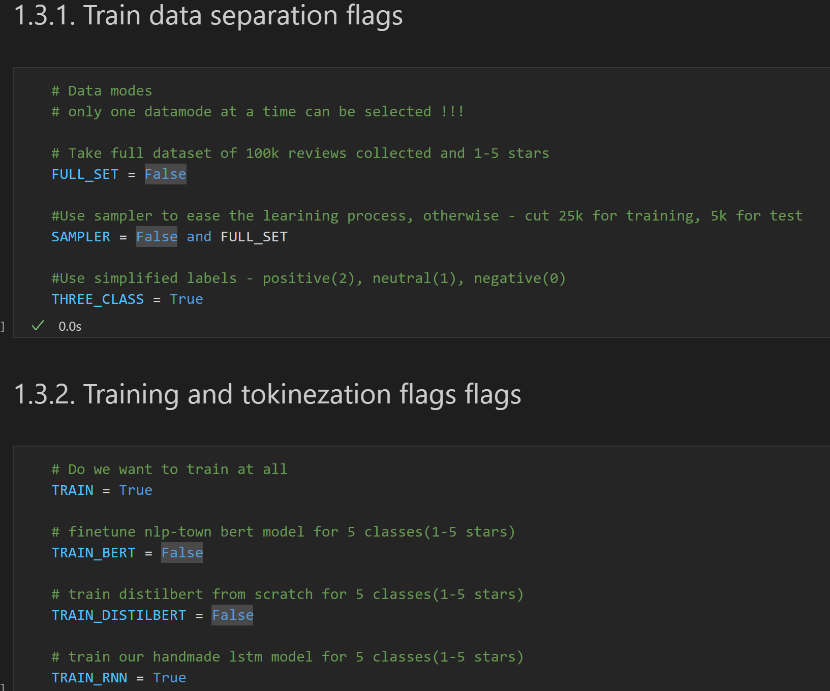 1.3.1. Train data separation flags
# Data modes
# only one datamode at a time can be selected !!!
# Take full dataset of 100k reviews collected and 1-5 stars
FULL_SET = False
#Use sampler to ease the learining process, otherwise - cut 25k for training, 5k for test
SAMPLER = False and FULL_SET
#Use simplified labels - positive(2), neutral(1), negative(0)
THREE_CLASS = True
] ✓ 0.0s
1.3.2. Training and tokinezation flags flags
# Do we want to train at all
TRAIN = True
# finetune nlp-town bert model for 5 classes(1-5 stars)
TRAIN_BERT = False
# train distilbert from scratch for 5 classes(1-5 stars)
TRAIN_DISTILBERT = False
# train our handmade lstm model for 5 classes(1-5 stars)
TRAIN_RNN = True
]